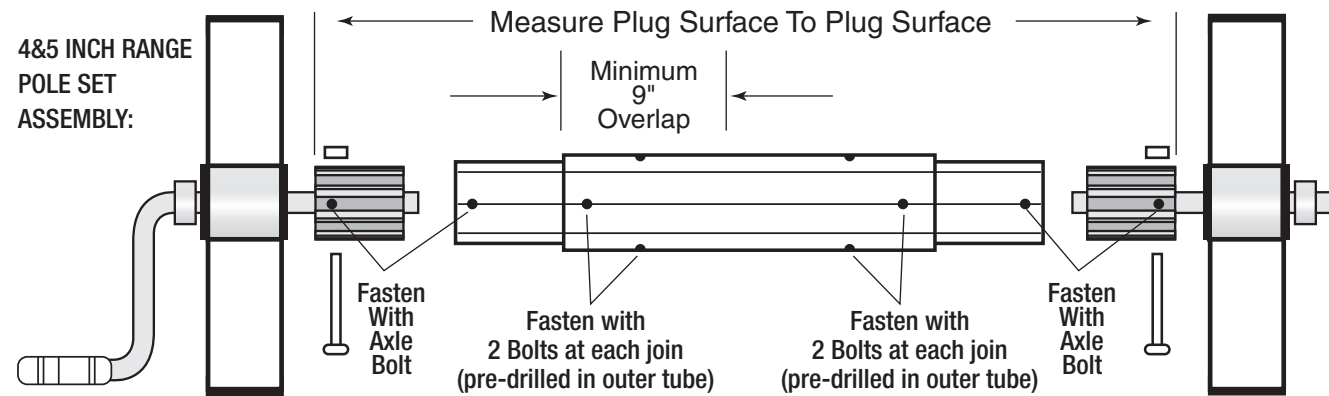 Measure Plug Surface To Plug Surface
4&5 INCH RANGE
POLE SET
ASSEMBLY:
Minimum
9"
Overlap
Fasten
With
Axle
Bolt
Fasten with
2 Bolts at each join
(pre-drilled in outer tube)
Fasten with
2 Bolts at each join
(pre-drilled in outer tube)
Fasten
With
Axle
Bolt